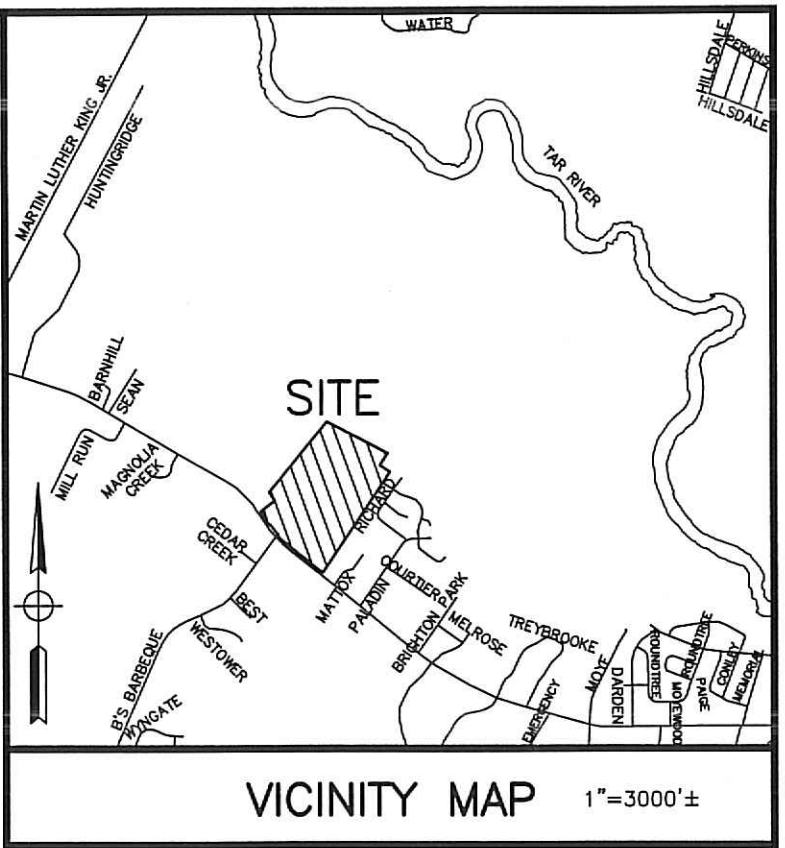 WATER
HILLSDALE
PERKINS
HILLSDALE
MARTIN LUTHER KING JR.
HUNTINGRIDGE
TAR RIVER
BARNHILL
SEAN
MILL RUN
MAGNOLIA
CREEK
SITE
RICHARD
CEDAR
CREEK
BEST
WESTOWER
B'S BARBEQUE
WYNGATE
MATTOX
PALADIN
COURTIER
PARK
BRIGHTON
MELROSE
TREYBROOKE
EMERGENCY
MOYE
DARDEN
ROUNDTREE
MOYEWOOD
ROUNDTREE
PAIGE
CONLEY
MEMORIAL
VICINITY MAP 1"=3000'±